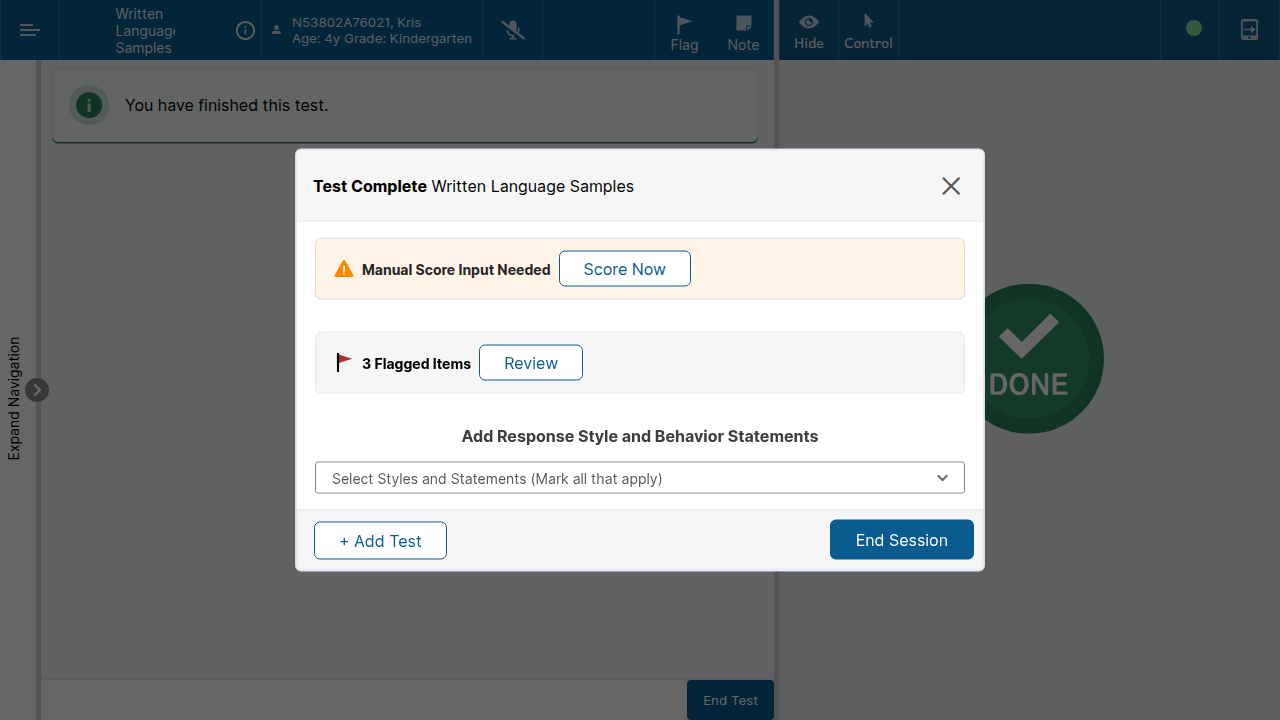 Written
Language
Samples
N53802A76021, Kris
Age: 4y Grade: Kindergarten
Flag
Note
Hide
Control
You have finished this test.
Test Complete Written Language Samples
Manual Score Input Needed
Score Now
3 Flagged Items
Review
Add Response Style and Behavior Statements
Select Styles and Statements (Mark all that apply)
+ Add Test
End Session
Expand Navigation
DONE
End Test